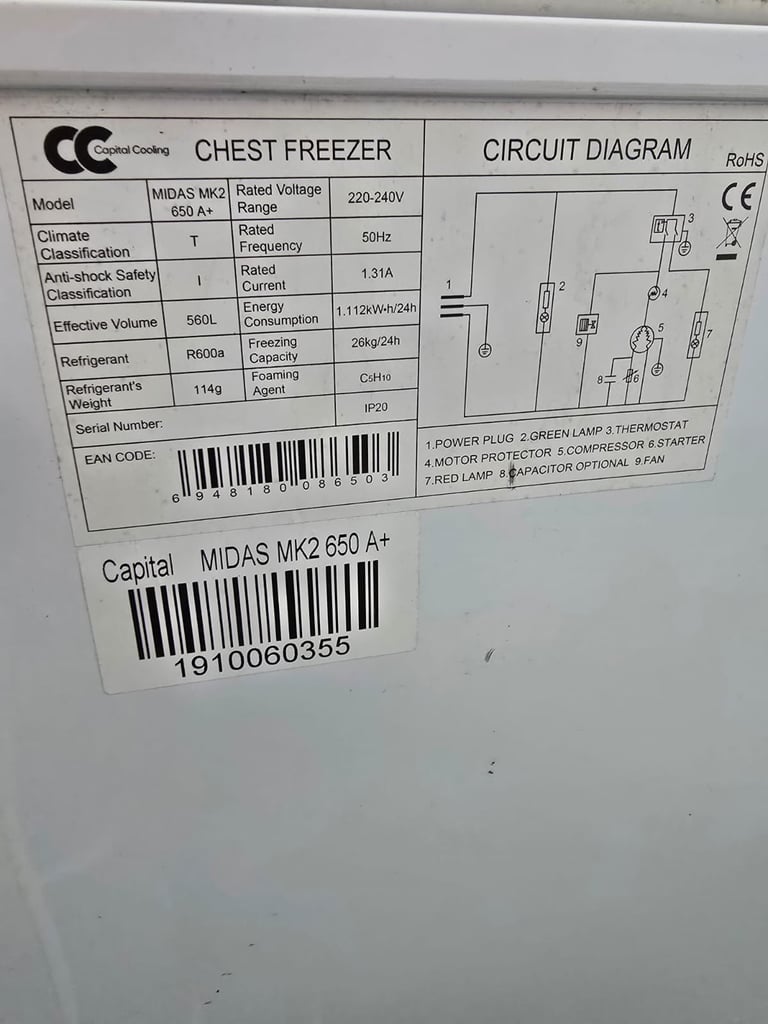 CC Capital Cooling CHEST FREEZER
Model MIDAS MK2 650 A+ Rated Voltage Range 220-240V
Climate Classification T Rated Frequency 50Hz
Anti-shock Safety Classification I Rated Current 1.31A
Effective Volume 560L Energy Consumption 1.112kW•h/24h
Refrigerant R600a Freezing Capacity 26kg/24h
Refrigerant's Weight 114g Foaming Agent C5H10
Serial Number: IP20
EAN CODE:
6948180086503
CIRCUIT DIAGRAM
RoHS
CE
1
2
3
4
5
6
7
8
9
1.POWER PLUG 2.GREEN LAMP 3.THERMOSTAT
4.MOTOR PROTECTOR 5.COMPRESSOR 6.STARTER
7.RED LAMP 8.CAPACITOR OPTIONAL 9.FAN
Capital MIDAS MK2 650 A+
1910060355